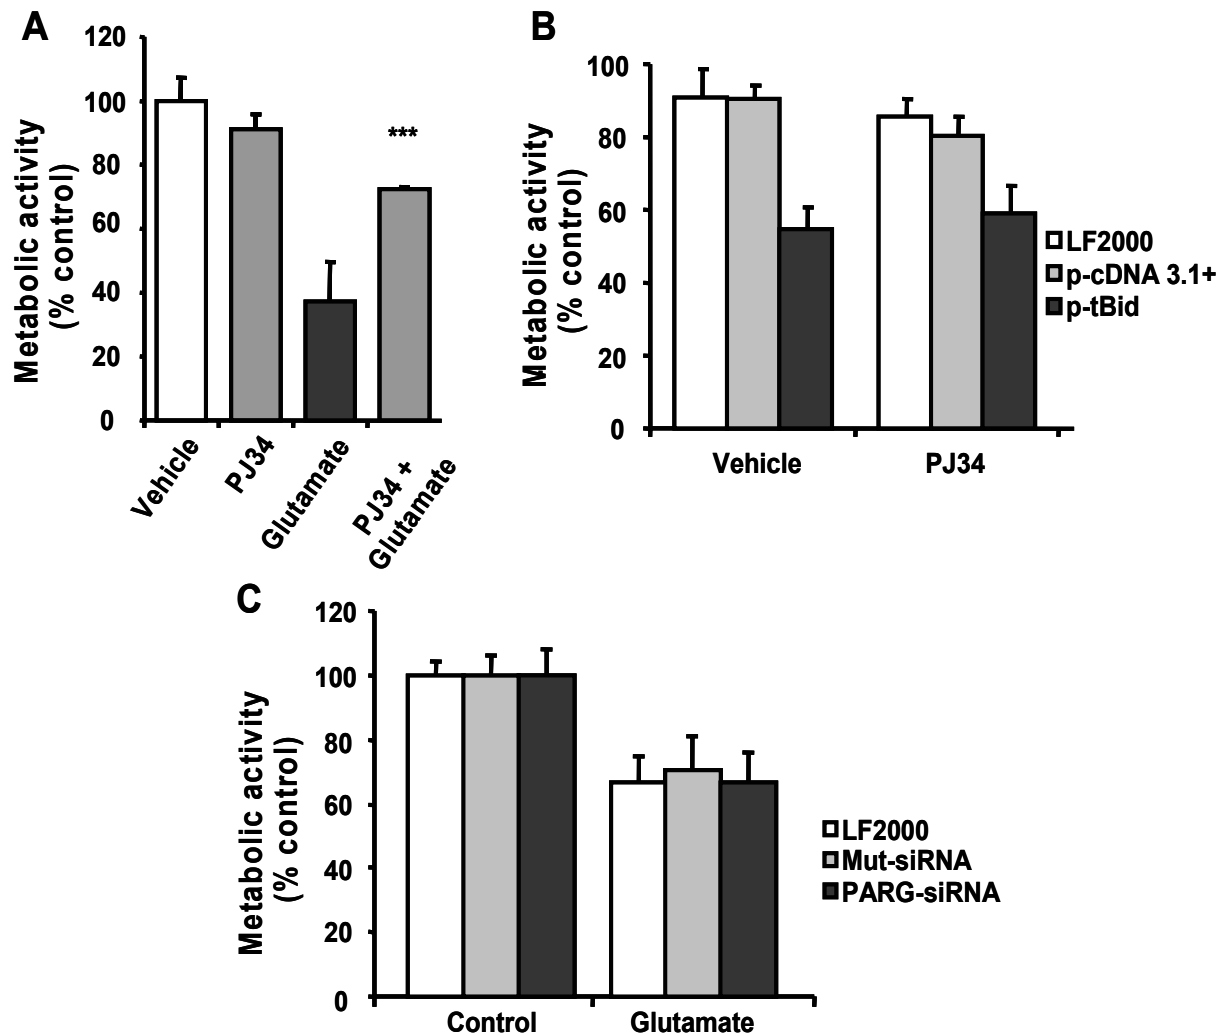 A
120
100
80
60
40
20
0
Metabolic activity
(% control)
***
Vehicle
PJ34
Glutamate
PJ34 +
Glutamate
B
100
80
60
40
20
0
Metabolic activity
(% control)
Vehicle
PJ34
LF2000
p-cDNA 3.1+
p-tBid
C
120
100
80
60
40
20
0
Metabolic activity
(% control)
Control
Glutamate
LF2000
Mut-siRNA
PARG-siRNA